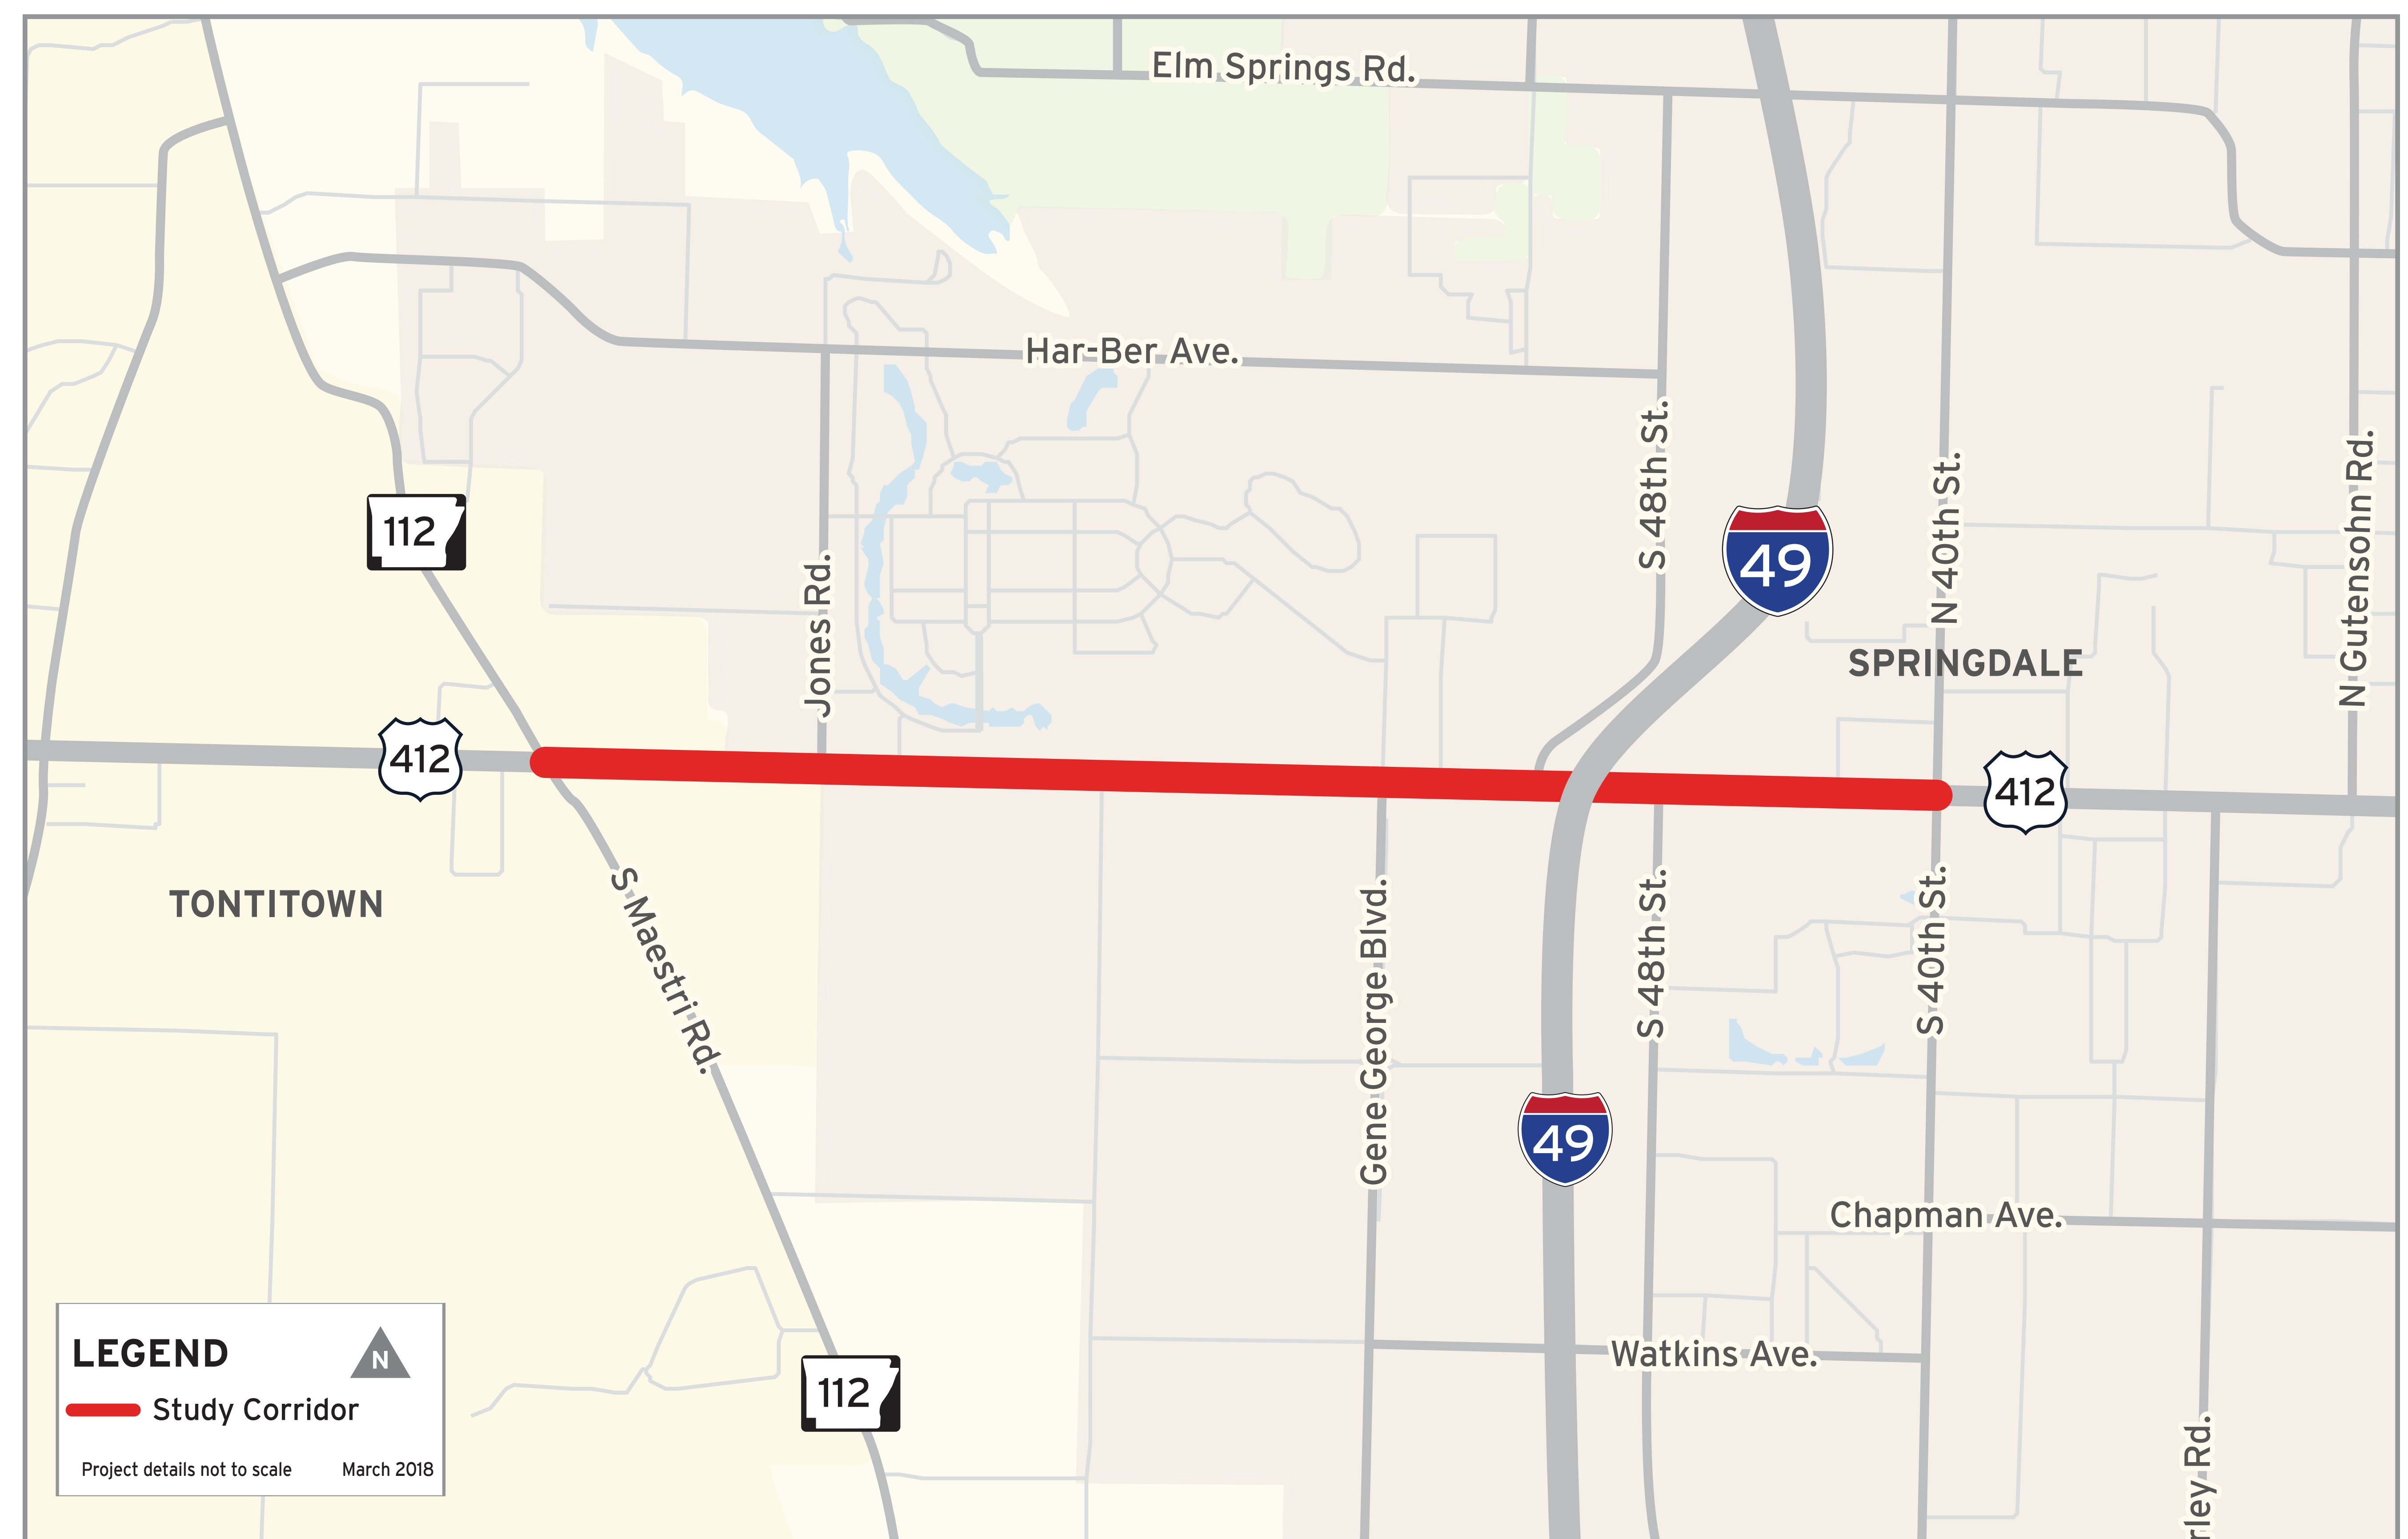 Elm Springs Rd.
Har-Ber Ave.
S 48th St.
N 40th St.
N Gutensohn Rd.
112
49
Jones Rd.
SPRINGDALE
412
412
TONTITOWN
S Maestri Rd.
Gene George Blvd.
S 48th St.
S 40th St.
49
Chapman Ave.
Watkins Ave.
112
rley Rd.
LEGEND
N
Study Corridor
Project details not to scale March 2018